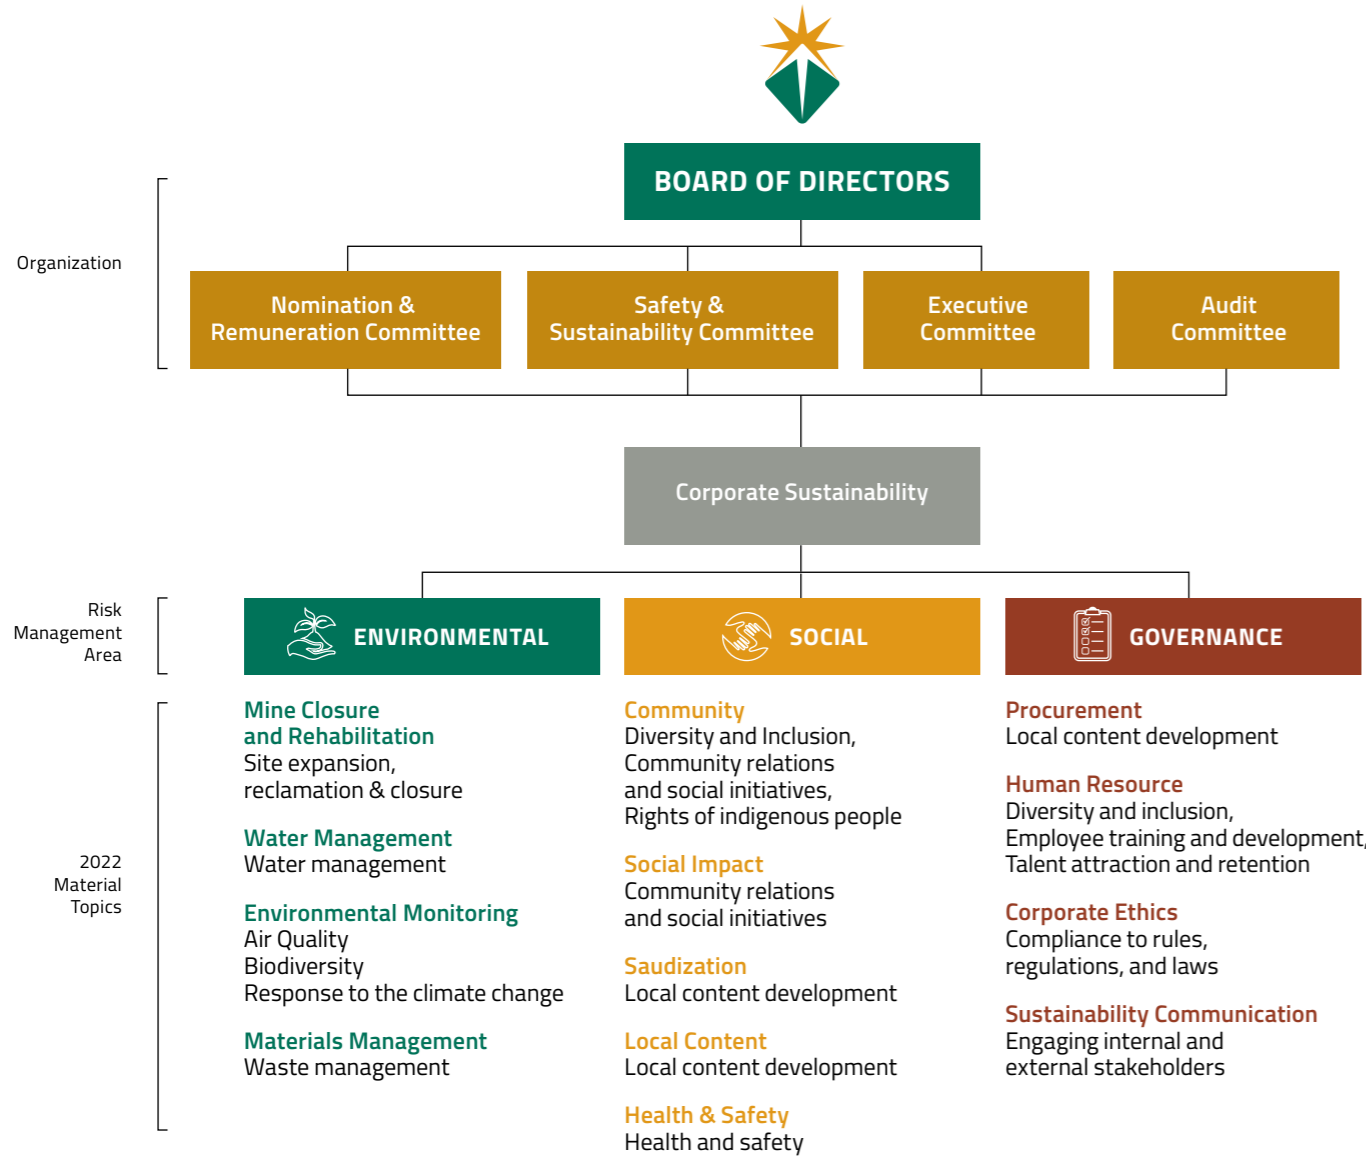 BOARD OF DIRECTORS
Organization
Nomination &
Remuneration Committee
Safety &
Sustainability Committee
Executive
Committee
Audit
Committee
Corporate Sustainability
Risk
Management
Area
ENVIRONMENTAL
SOCIAL
GOVERNANCE
2022
Material
Topics
Mine Closure
and Rehabilitation
Site expansion,
reclamation & closure
Water Management
Water management
Environmental Monitoring
Air Quality
Biodiversity
Response to the climate change
Materials Management
Waste management
Community
Diversity and Inclusion,
Community relations
and social initiatives,
Rights of indigenous people
Social Impact
Community relations
and social initiatives
Saudization
Local content development
Local Content
Local content development
Health & Safety
Health and safety
Procurement
Local content development
Human Resource
Diversity and inclusion,
Employee training and development,
Talent attraction and retention
Corporate Ethics
Compliance to rules,
regulations, and laws
Sustainability Communication
Engaging internal and
external stakeholders